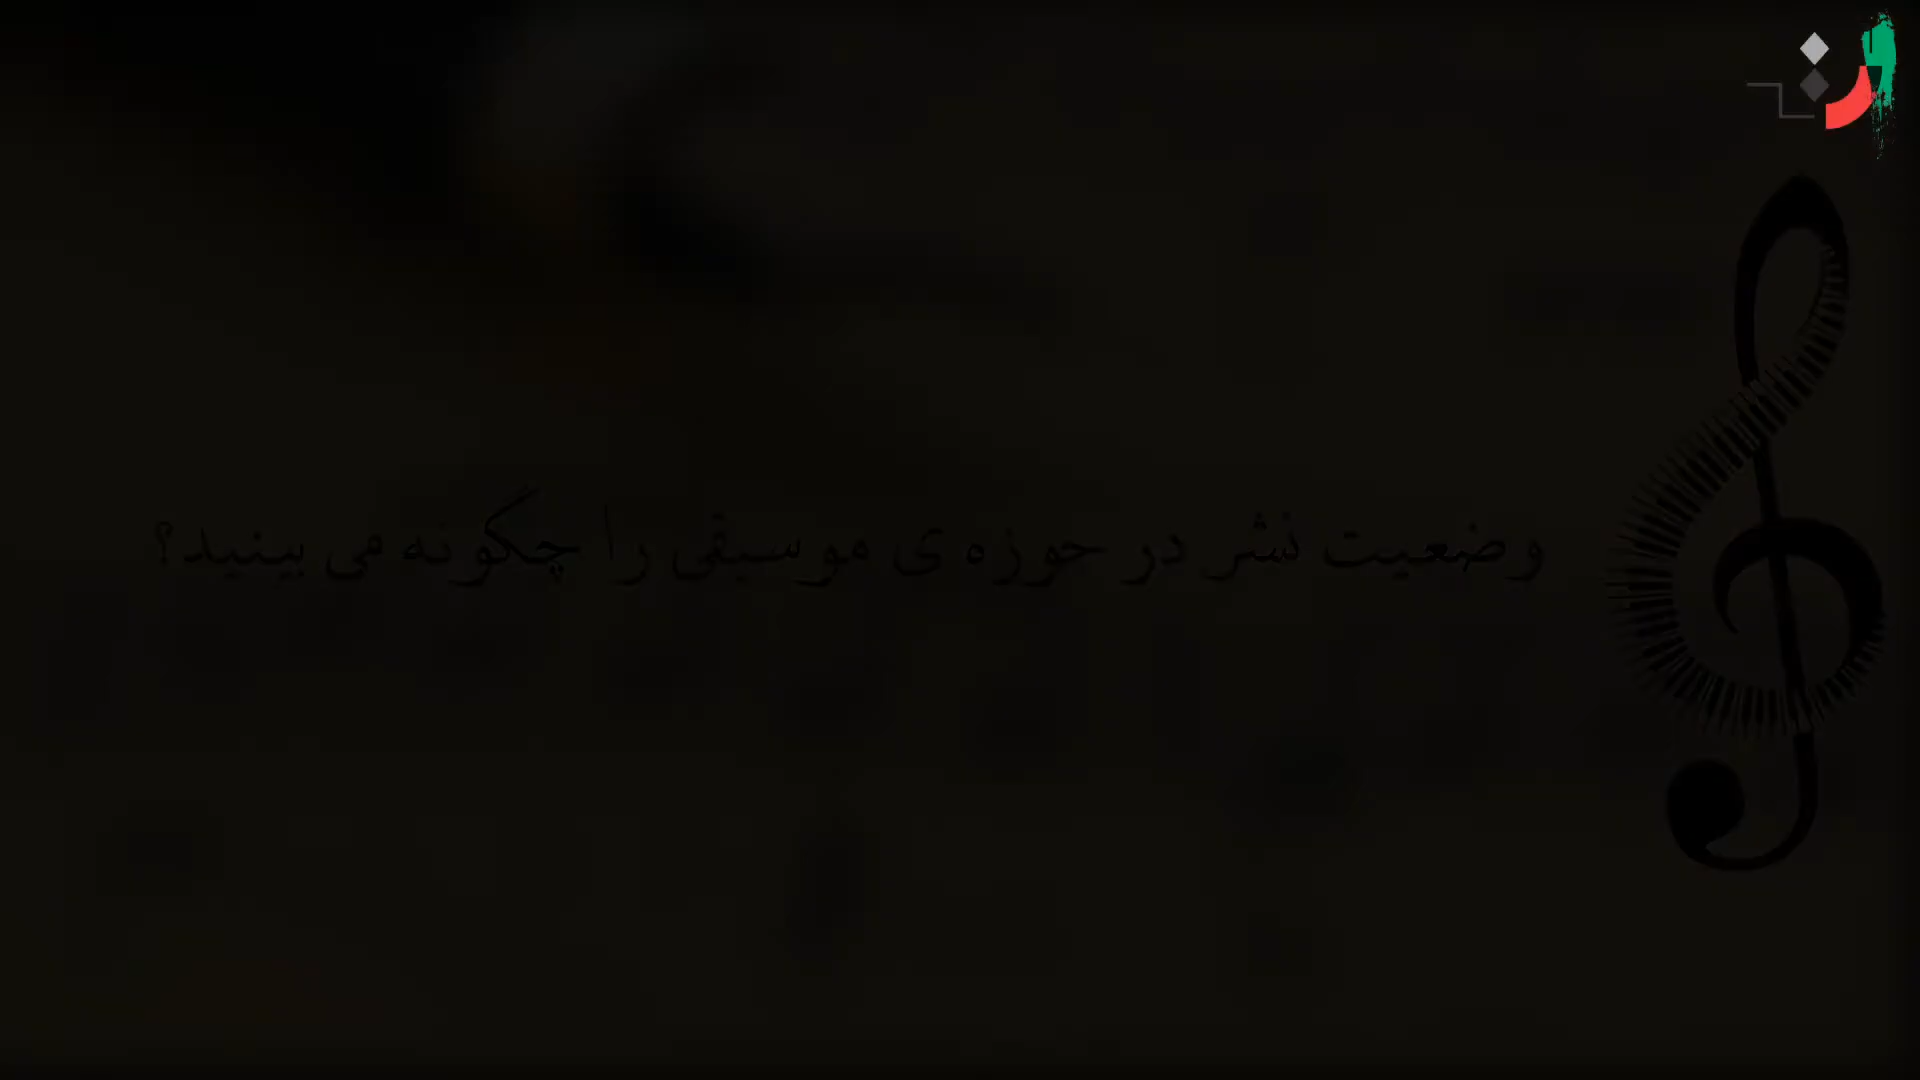 وضعیت نشر در حوزه ی موسیقی را چگونه می بینید؟